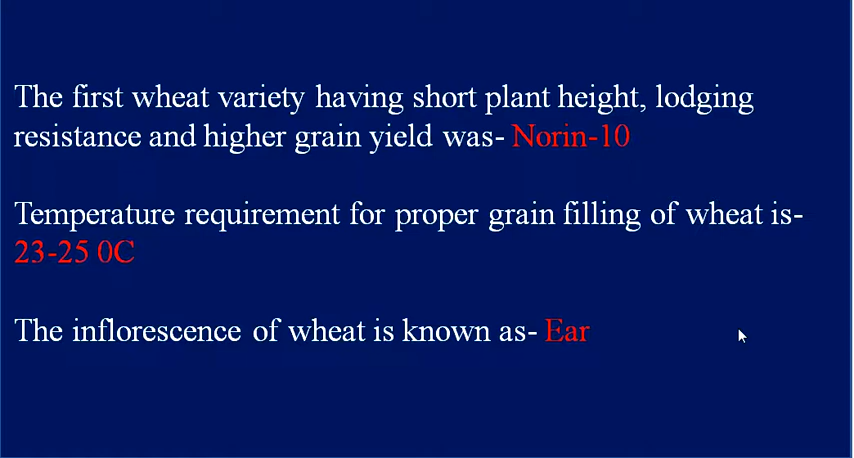 The first wheat variety having short plant height, lodging
resistance and higher grain yield was- Norin-10
Temperature requirement for proper grain filling of wheat is-
23-25 0C
The inflorescence of wheat is known as- Ear